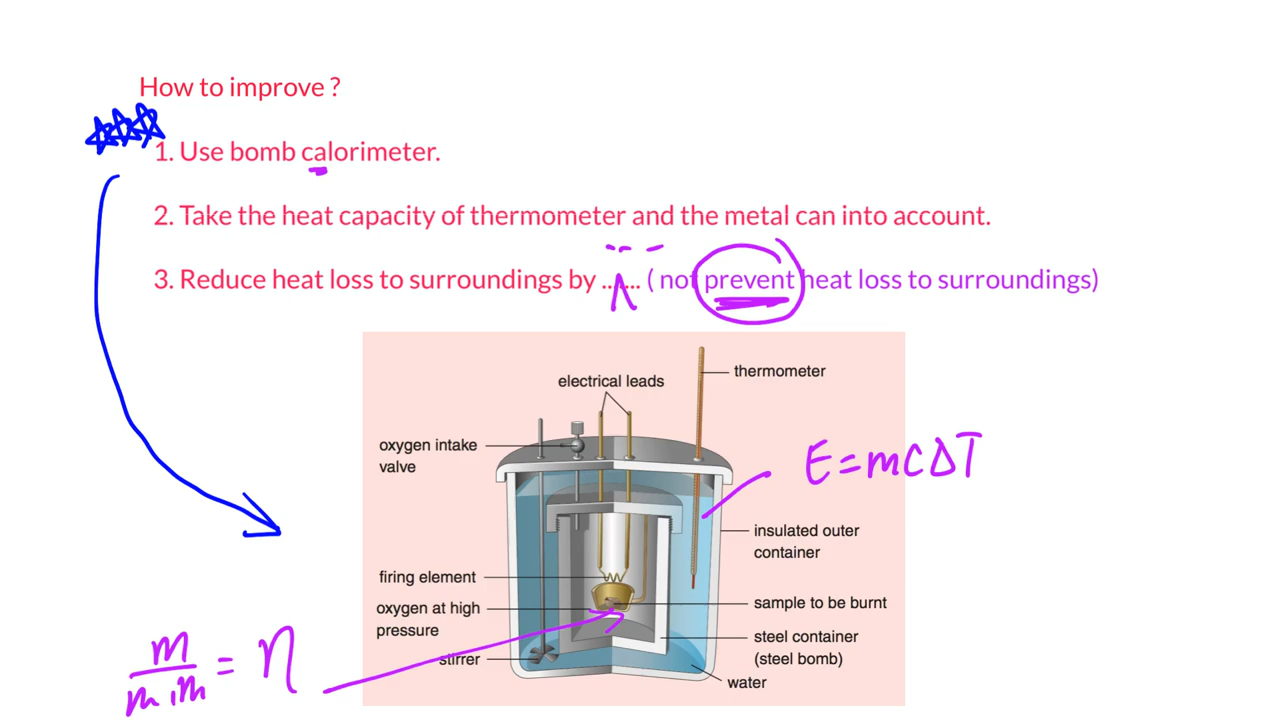 How to improve ?
1. Use bomb calorimeter.
2. Take the heat capacity of thermometer and the metal can into account.
3. Reduce heat loss to surroundings by ...... ( not prevent heat loss to surroundings)
electrical leads
thermometer
oxygen intake
valve
E = mcΔT
insulated outer
container
firing element
oxygen at high
pressure
sample to be burnt
steel container
(steel bomb)
stirrer
water
m
m.m
= n